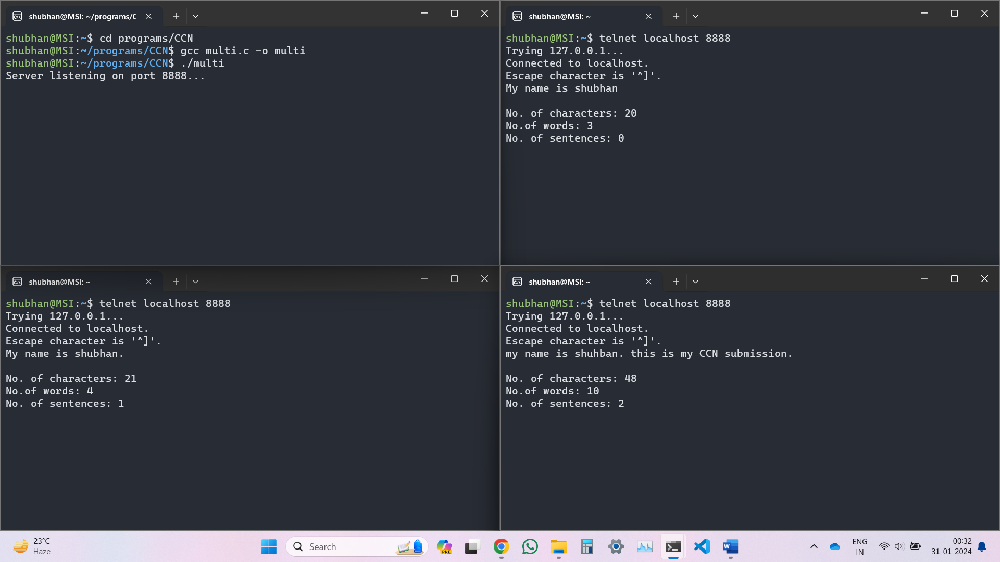 shubhan@MSI: ~/programs/C
shubhan@MSI:~$ cd programs/CCN
shubhan@MSI:~/programs/CCN$ gcc multi.c -o multi
shubhan@MSI:~/programs/CCN$ ./multi
Server listening on port 8888...
shubhan@MSI: ~
shubhan@MSI:~$ telnet localhost 8888
Trying 127.0.0.1...
Connected to localhost.
Escape character is '^]'.
My name is shubhan

No. of characters: 20
No.of words: 3
No. of sentences: 0
shubhan@MSI: ~
shubhan@MSI:~$ telnet localhost 8888
Trying 127.0.0.1...
Connected to localhost.
Escape character is '^]'.
My name is shubhan.

No. of characters: 21
No.of words: 4
No. of sentences: 1
shubhan@MSI: ~
shubhan@MSI:~$ telnet localhost 8888
Trying 127.0.0.1...
Connected to localhost.
Escape character is '^]'.
my name is shuhban. this is my CCN submission.

No. of characters: 48
No.of words: 10
No. of sentences: 2
23°C
Haze
Search
PRE
ENG
IN
00:32
31-01-2024